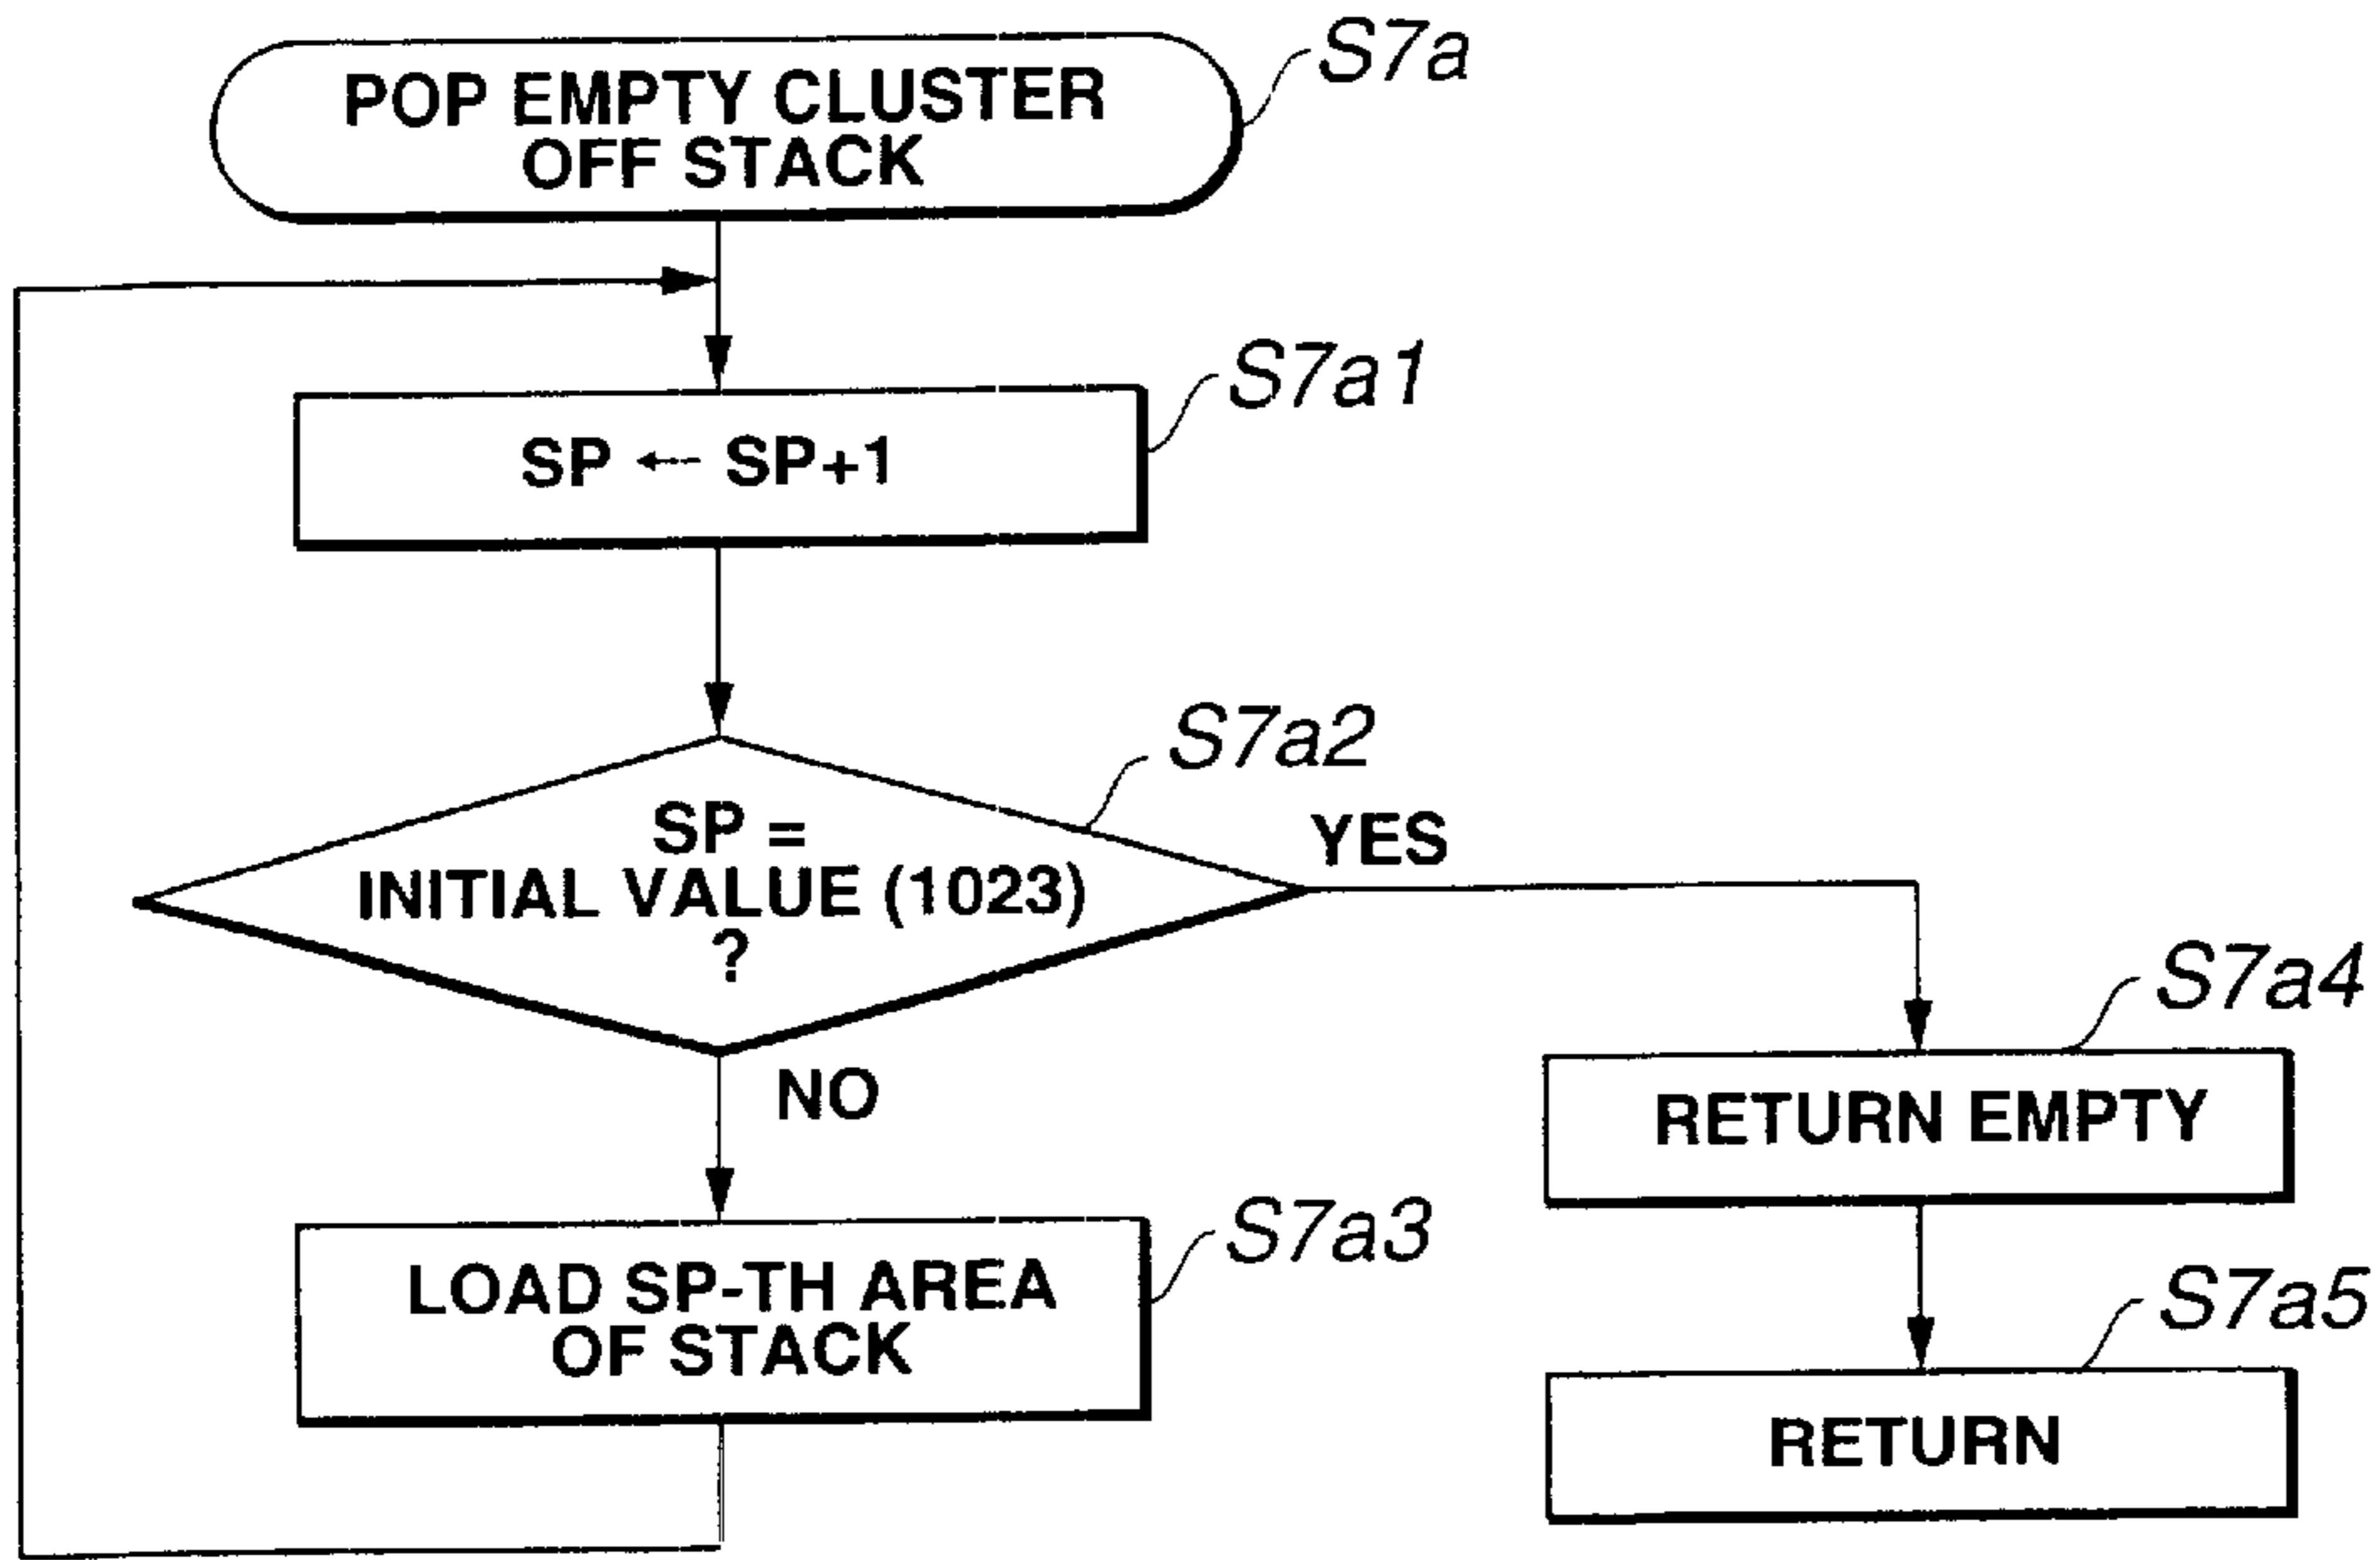 POP EMPTY CLUSTER
OFF STACK
S7a
SP ← SP+1
S7a1
SP =
INITIAL VALUE (1023)
?
S7a2
YES
NO
LOAD SP-TH AREA
OF STACK
S7a3
RETURN EMPTY
S7a4
RETURN
S7a5